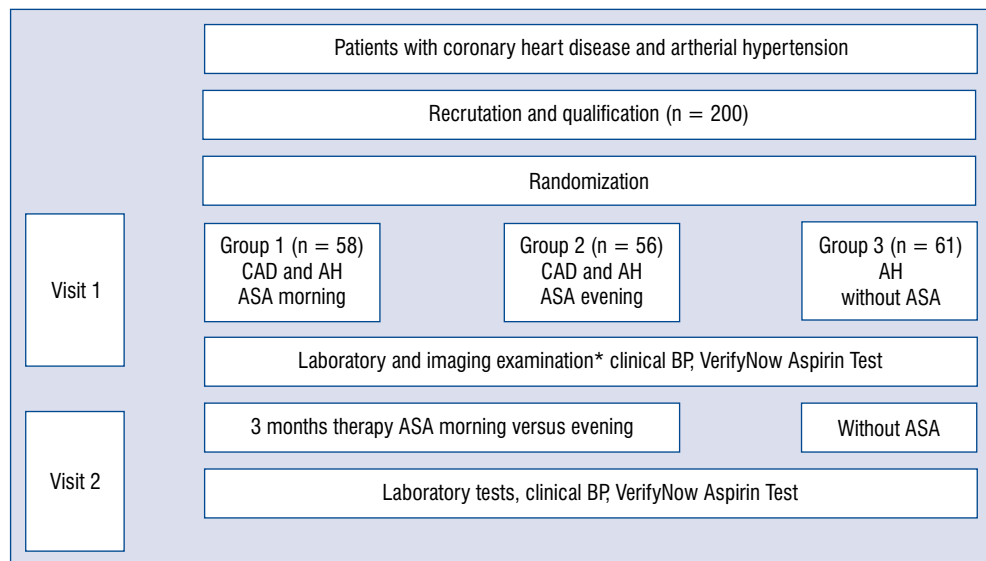 Patients with coronary heart disease and artherial hypertension
Recrutation and qualification (n = 200)
Randomization
Visit 1
Group 1 (n = 58)
CAD and AH
ASA morning
Group 2 (n = 56)
CAD and AH
ASA evening
Group 3 (n = 61)
AH
without ASA
Laboratory and imaging examination* clinical BP, VerifyNow Aspirin Test
Visit 2
3 months therapy ASA morning versus evening
Without ASA
Laboratory tests, clinical BP, VerifyNow Aspirin Test